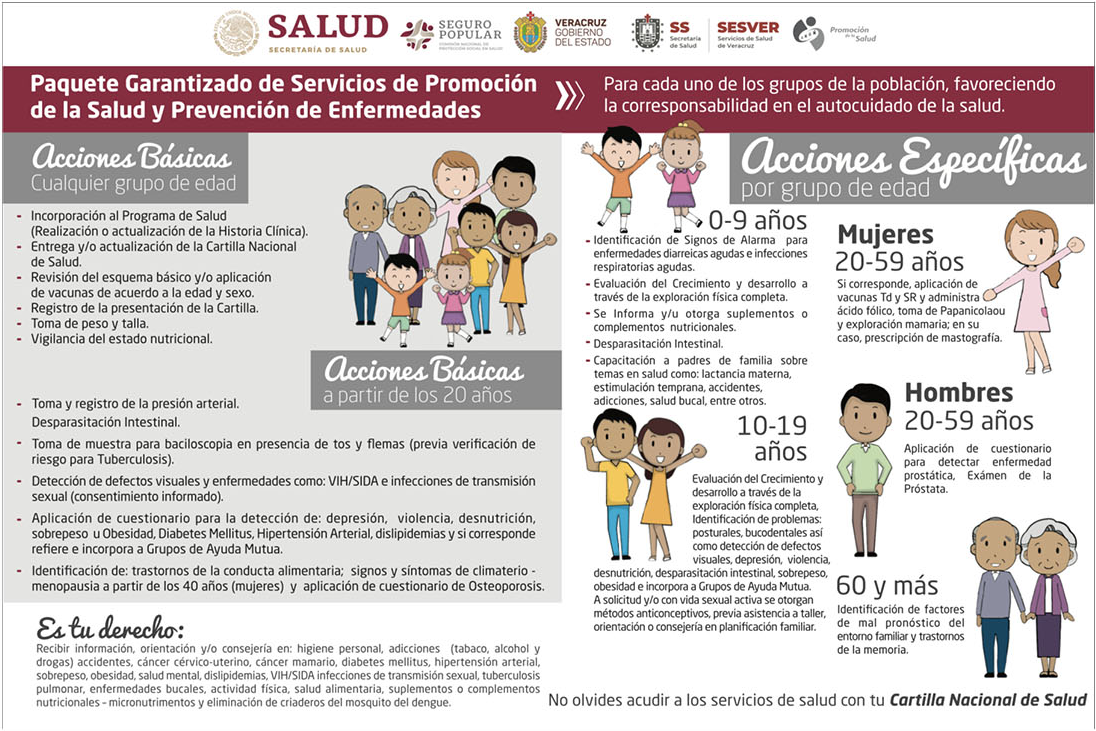 SALUD
SECRETARÍA DE SALUD
SEGURO
POPULAR
COMISIÓN NACIONAL DE
PROTECCIÓN SOCIAL EN SALUD
VERACRUZ
GOBIERNO
DEL ESTADO
SS
Secretaría
de Salud
SESVER
Servicios de Salud
de Veracruz
Promoción
de la Salud
Paquete Garantizado de Servicios de Promoción
de la Salud y Prevención de Enfermedades
Para cada uno de los grupos de la población, favoreciendo
la corresponsabilidad en el autocuidado de la salud.
Acciones Básicas
Cualquier grupo de edad
- Incorporación al Programa de Salud
(Realización o actualización de la Historia Clínica).
- Entrega y/o actualización de la Cartilla Nacional
de Salud.
- Revisión del esquema básico y/o aplicación
de vacunas de acuerdo a la edad y sexo.
- Registro de la presentación de la Cartilla.
- Toma de peso y talla.
- Vigilancia del estado nutricional.
Acciones Básicas
a partir de los 20 años
- Toma y registro de la presión arterial.
Desparasitación Intestinal.
- Toma de muestra para baciloscopia en presencia de tos y flemas (previa verificación de
riesgo para Tuberculosis).
- Detección de defectos visuales y enfermedades como: VIH/SIDA e infecciones de transmisión
sexual (consentimiento informado).
- Aplicación de cuestionario para la detección de: depresión, violencia, desnutrición,
sobrepeso u Obesidad, Diabetes Mellitus, Hipertensión Arterial, dislipidemias y si corresponde
refiere e incorpora a Grupos de Ayuda Mutua.
- Identificación de: trastornos de la conducta alimentaria; signos y síntomas de climaterio -
menopausia a partir de los 40 años (mujeres) y aplicación de cuestionario de Osteoporosis.
Es tu derecho:
Recibir información, orientación y/o consejería en: higiene personal, adicciones (tabaco, alcohol y
drogas) accidentes, cáncer cérvico-uterino, cáncer mamario, diabetes mellitus, hipertensión arterial,
sobrepeso, obesidad, salud mental, dislipidemias, VIH/SIDA infecciones de transmisión sexual, tuberculosis
pulmonar, enfermedades bucales, actividad física, salud alimentaria, suplementos o complementos
nutricionales – micronutrimentos y eliminación de criaderos del mosquito del dengue.
Acciones Específicas
por grupo de edad
0-9 años
- Identificación de Signos de Alarma para
enfermedades diarreicas agudas e infecciones
respiratorias agudas.
- Evaluación del Crecimiento y desarrollo a
través de la exploración física completa.
- Se Informa y/u otorga suplementos o
complementos nutricionales.
- Desparasitación Intestinal.
- Capacitación a padres de familia sobre
temas en salud como: lactancia materna,
estimulación temprana, accidentes,
adicciones, salud bucal, entre otros.
10-19
años
Evaluación del Crecimiento y
desarrollo a través de la
exploración física completa,
Identificación de problemas:
posturales, bucodentales así
como detección de defectos
visuales, depresión, violencia,
desnutrición, desparasitación intestinal, sobrepeso,
obesidad e incorpora a Grupos de Ayuda Mutua.
A solicitud y/o con vida sexual activa se otorgan
métodos anticonceptivos, previa asistencia a taller,
orientación o consejería en planificación familiar.
Mujeres
20-59 años
Si corresponde, aplicación de
vacunas Td y SR y administra
ácido fólico, toma de Papanicolaou
y exploración mamaria; en su
caso, prescripción de mastografía.
Hombres
20-59 años
Aplicación de cuestionario
para detectar enfermedad
prostática, Exámen de la
Próstata.
60 y más
Identificación de factores
de mal pronóstico del
entorno familiar y trastornos
de la memoria.
No olvides acudir a los servicios de salud con tu Cartilla Nacional de Salud